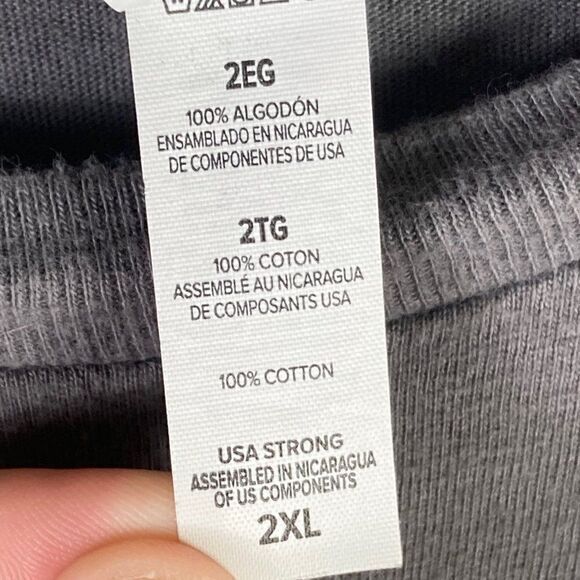 2EG
100% ALGODÓN
ENSAMBLADO EN NICARAGUA
DE COMPONENTES DE USA
2TG
100% COTON
ASSEMBLÉ AU NICARAGUA
DE COMPOSANTS USA
100% COTTON
USA STRONG
ASSEMBLED IN NICARAGUA
OF US COMPONENTS
2XL